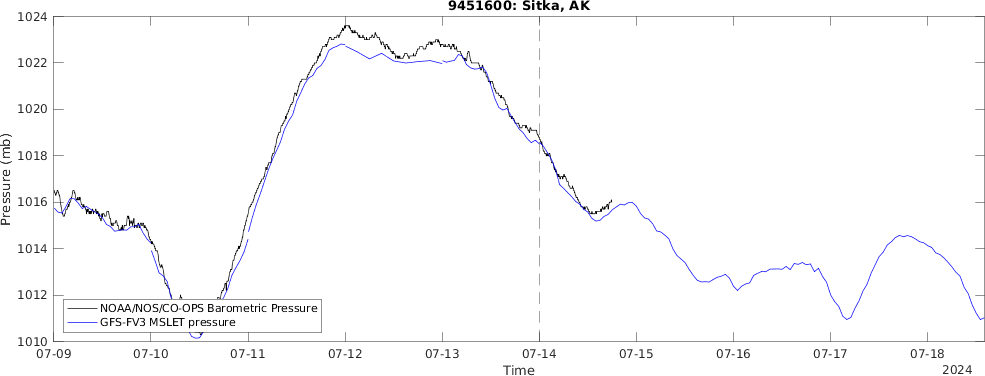 9451600: Sitka, AK
Pressure (mb)
1024
1022
1020
1018
1016
1014
1012
1010
NOAA/NOS/CO-OPS Barometric Pressure
GFS-FV3 MSLET pressure
07-09 07-10 07-11 07-12 07-13 07-14 07-15 07-16 07-17 07-18
Time
2024